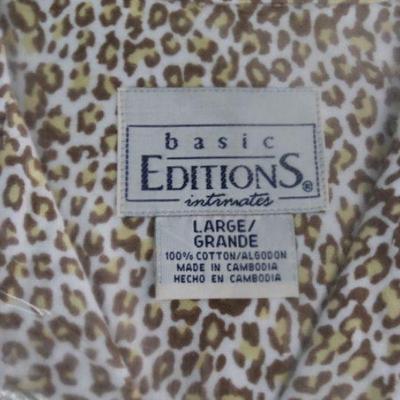 basic
EDITIONS®
intimates
LARGE/
GRANDE
100% COTTON/ALGODON
MADE IN CAMBODIA
HECHO EN CAMBODIA